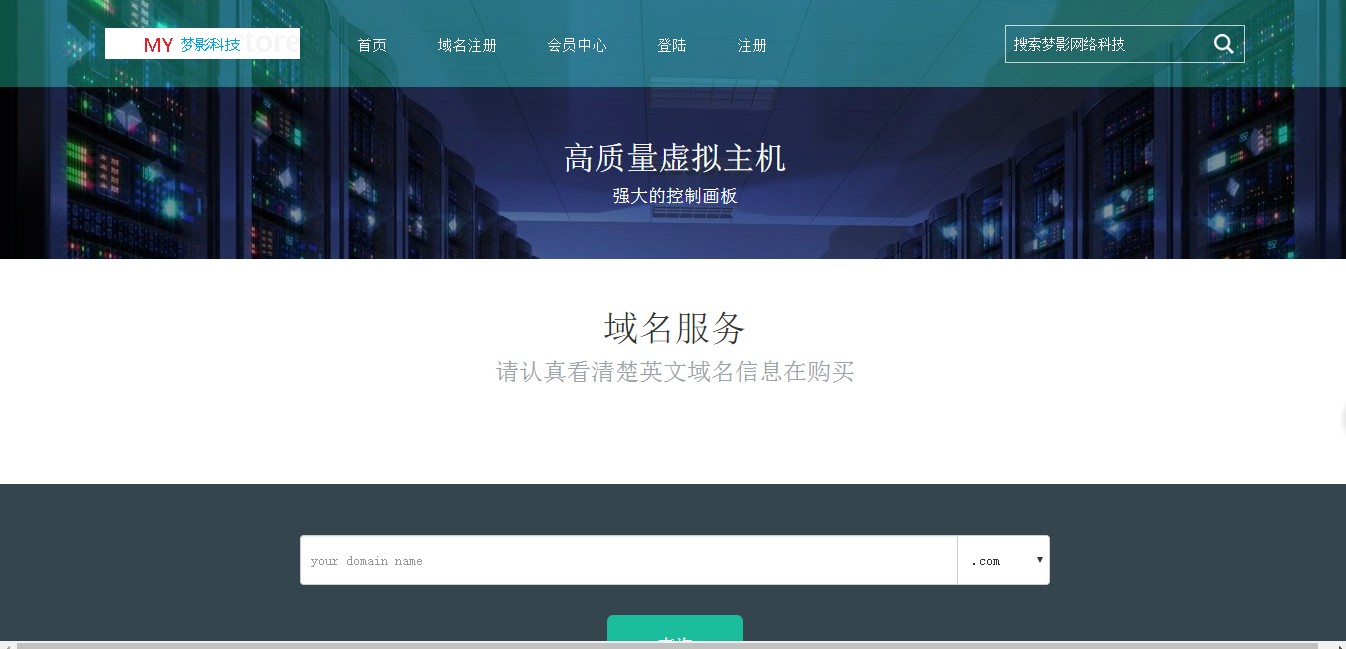 MY 梦影科技 tore
首页 域名注册 会员中心 登陆 注册
搜索梦影网络科技
高质量虚拟主机
强大的控制画板
域名服务
请认真看清楚英文域名信息在购买
your domain name
.com